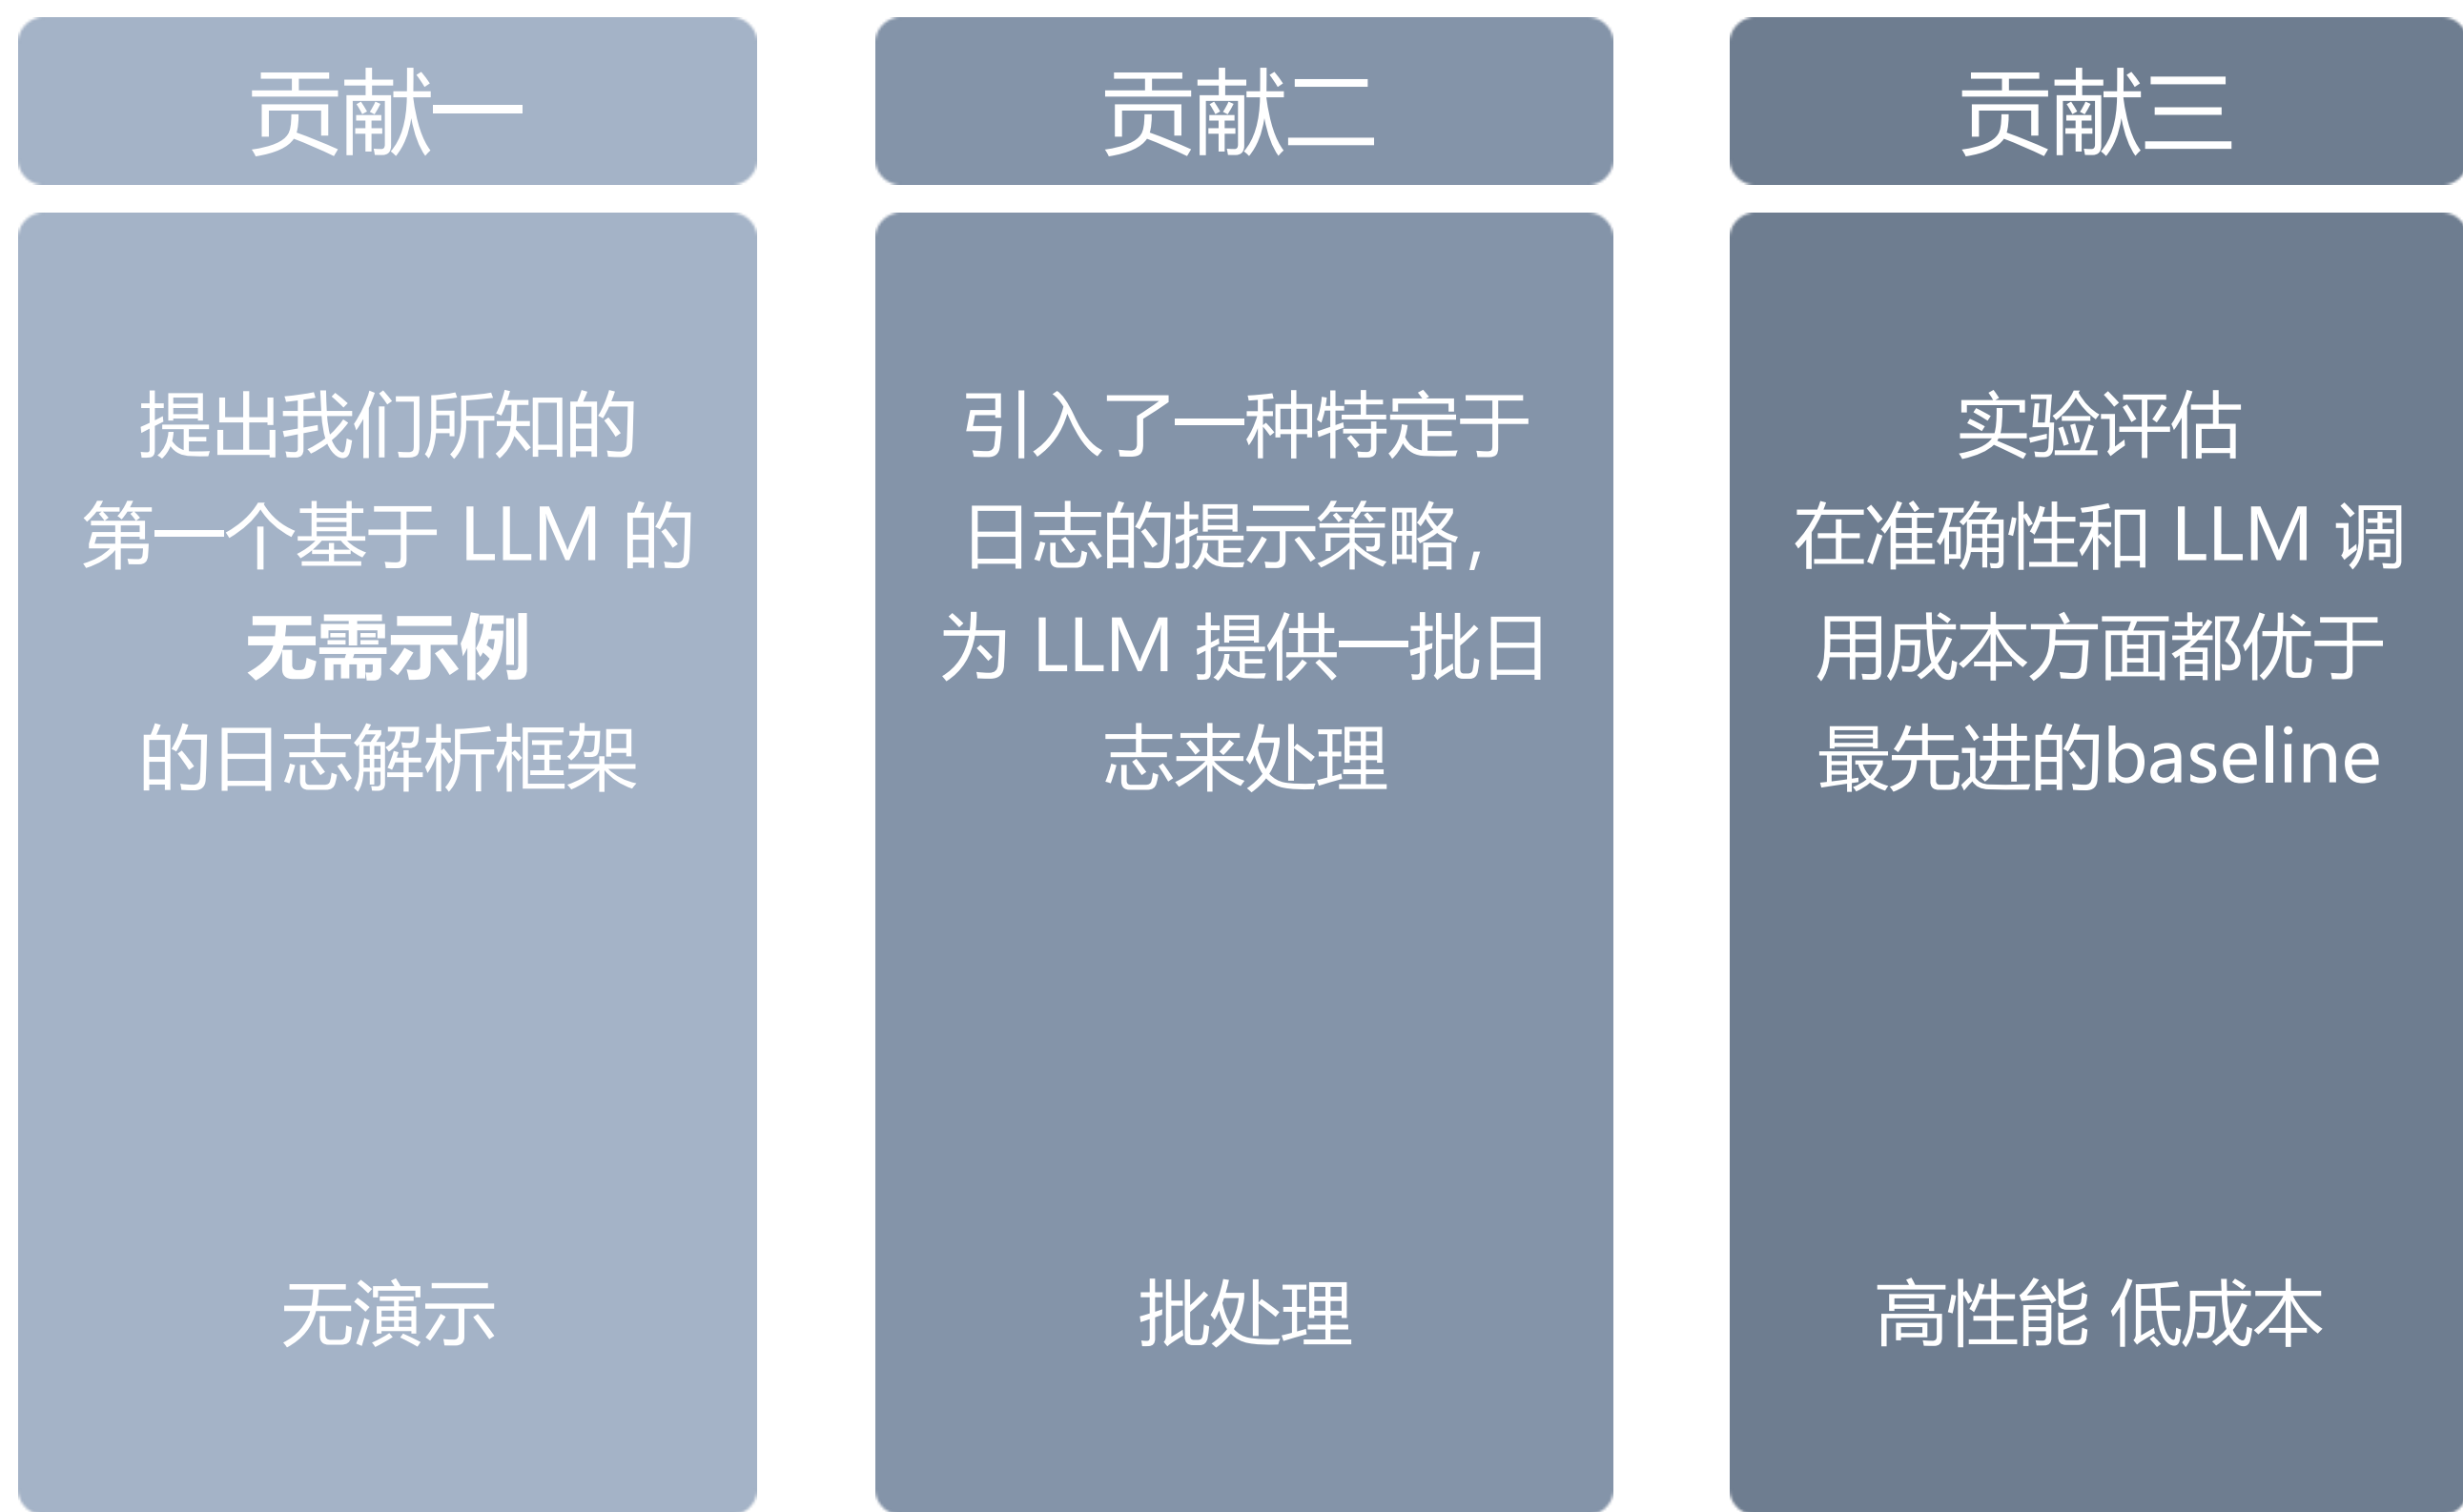 贡献一
提出我们所知的
第一个基于 LLM 的
无需示例
的日志解析框架
无演示
贡献二
引入了一种特定于
日志的提示策略,
为 LLM 提供一批日
志来处理
批处理
贡献三
实验评估
在准确性和 LLM 调
用成本方面都优于
最先进的baseline
高性能 低成本